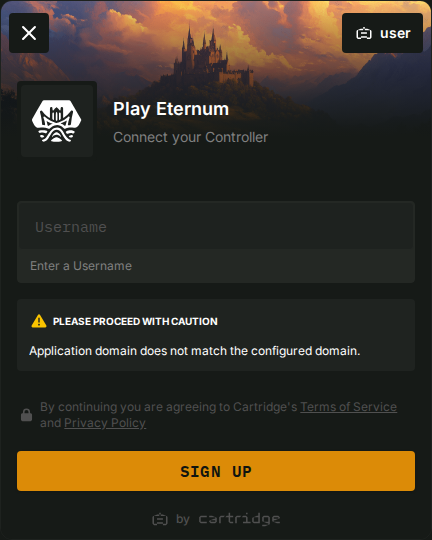 user
Play Eternum
Connect your Controller
Username
Enter a Username
PLEASE PROCEED WITH CAUTION
Application domain does not match the configured domain.
By continuing you are agreeing to Cartridge's Terms of Service
and Privacy Policy
SIGN UP
by cartridge